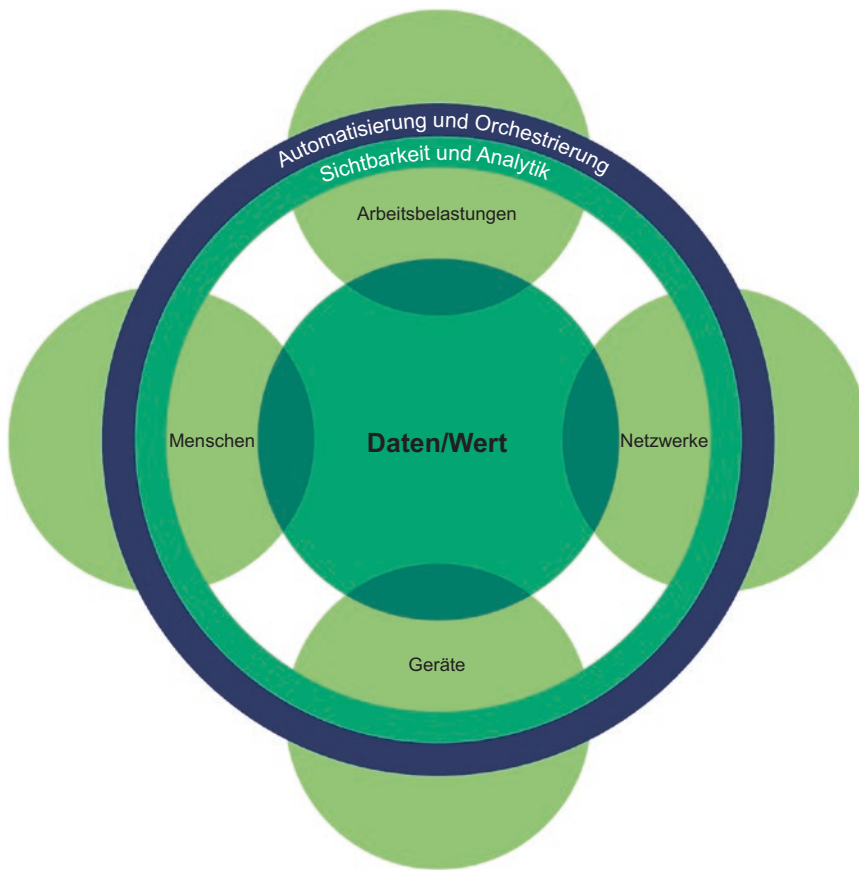 Automatisierung und Orchestrierung
Sichtbarkeit und Analytik
Arbeitsbelastungen
Menschen
Daten/Wert
Netzwerke
Geräte